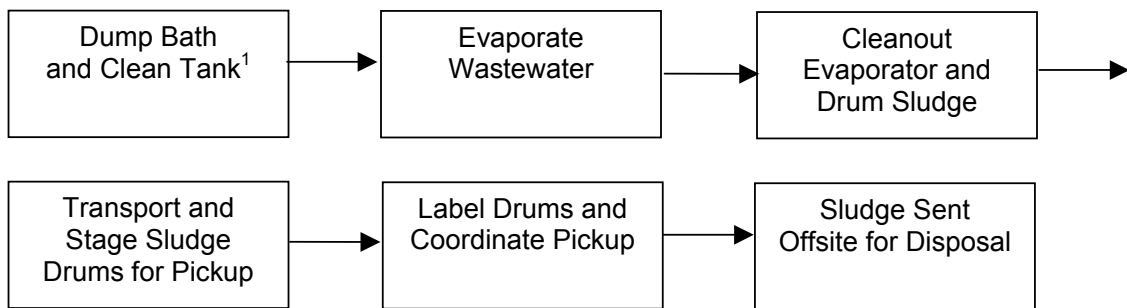 Dump Bath
and Clean Tank¹
Evaporate
Wastewater
Cleanout
Evaporator and
Drum Sludge
Transport and
Stage Sludge
Drums for Pickup
Label Drums and
Coordinate Pickup
Sludge Sent
Offsite for Disposal